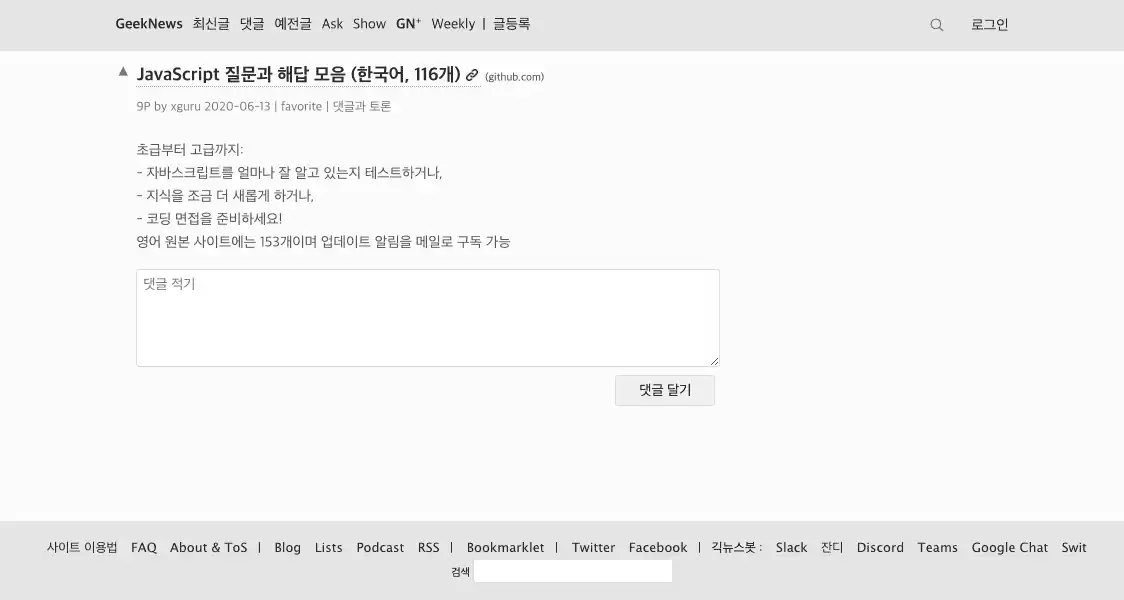 GeekNews 최신글 댓글 예전글 Ask Show GN⁺ Weekly | 글등록 로그인
▲ JavaScript 질문과 해답 모음 (한국어, 116개) (github.com)
9P by xguru 2020-06-13 | favorite | 댓글과 토론
초급부터 고급까지:
- 자바스크립트를 얼마나 잘 알고 있는지 테스트하거나,
- 지식을 조금 더 새롭게 하거나,
- 코딩 면접을 준비하세요!
영어 원본 사이트에는 153개이며 업데이트 알림을 메일로 구독 가능
댓글 적기
댓글 달기
사이트 이용법 FAQ About & ToS | Blog Lists Podcast RSS | Bookmarklet | Twitter Facebook | 긱뉴스봇 : Slack 잔디 Discord Teams Google Chat Swit
검색